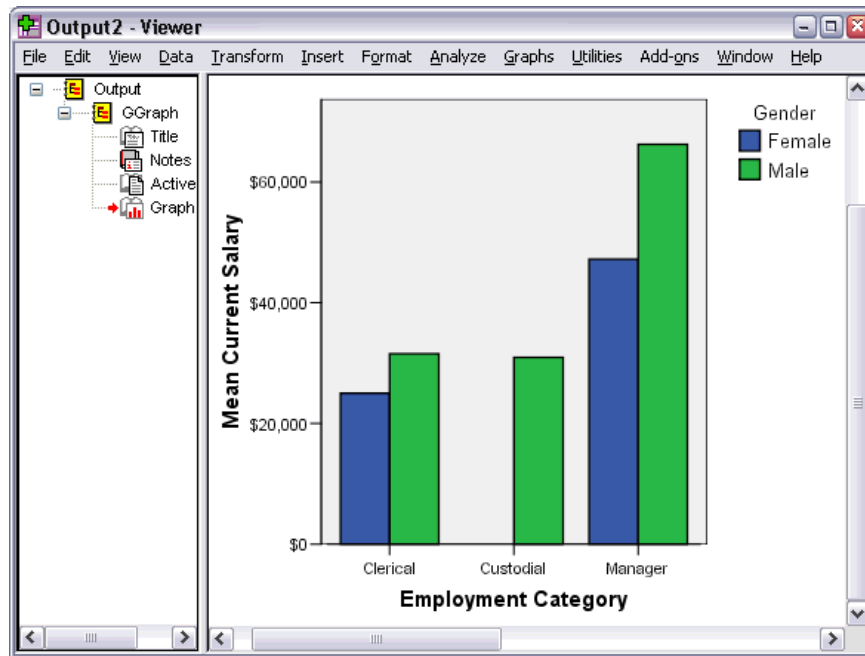 Output2 - Viewer
File Edit View Data Transform Insert Format Analyze Graphs Utilities Add-ons Window Help
Output
GGraph
Title
Notes
Active
Graph
Gender
Female
Male
Mean Current Salary
$60,000
$40,000
$20,000
$0
Clerical Custodial Manager
Employment Category